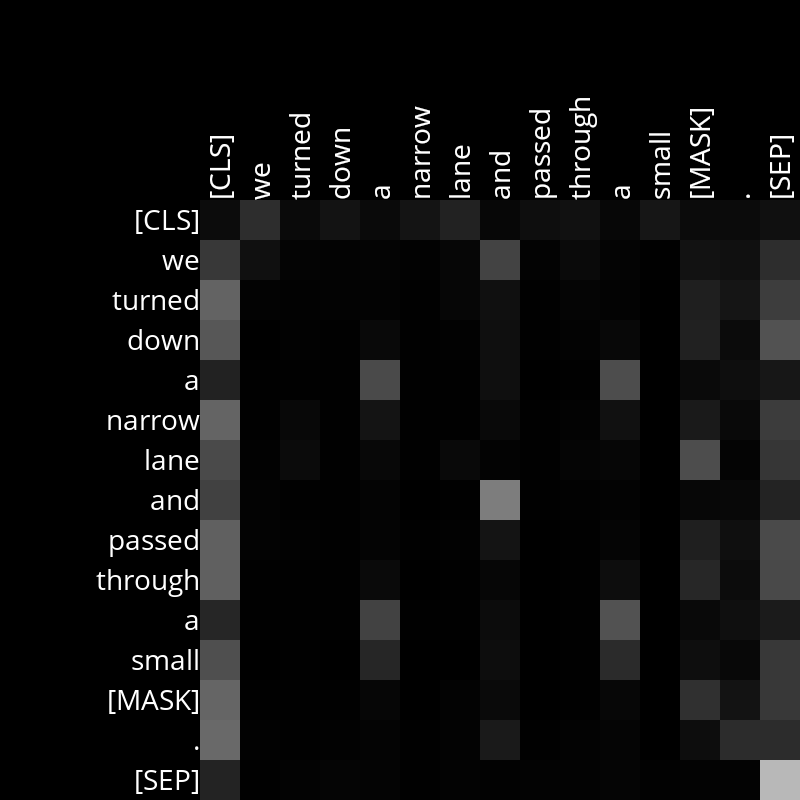 [CLS] we turned down a narrow lane and passed through a small [MASK] . [SEP]
[CLS]
we
turned
down
a
narrow
lane
and
passed
through
a
small
[MASK]
.
[SEP]